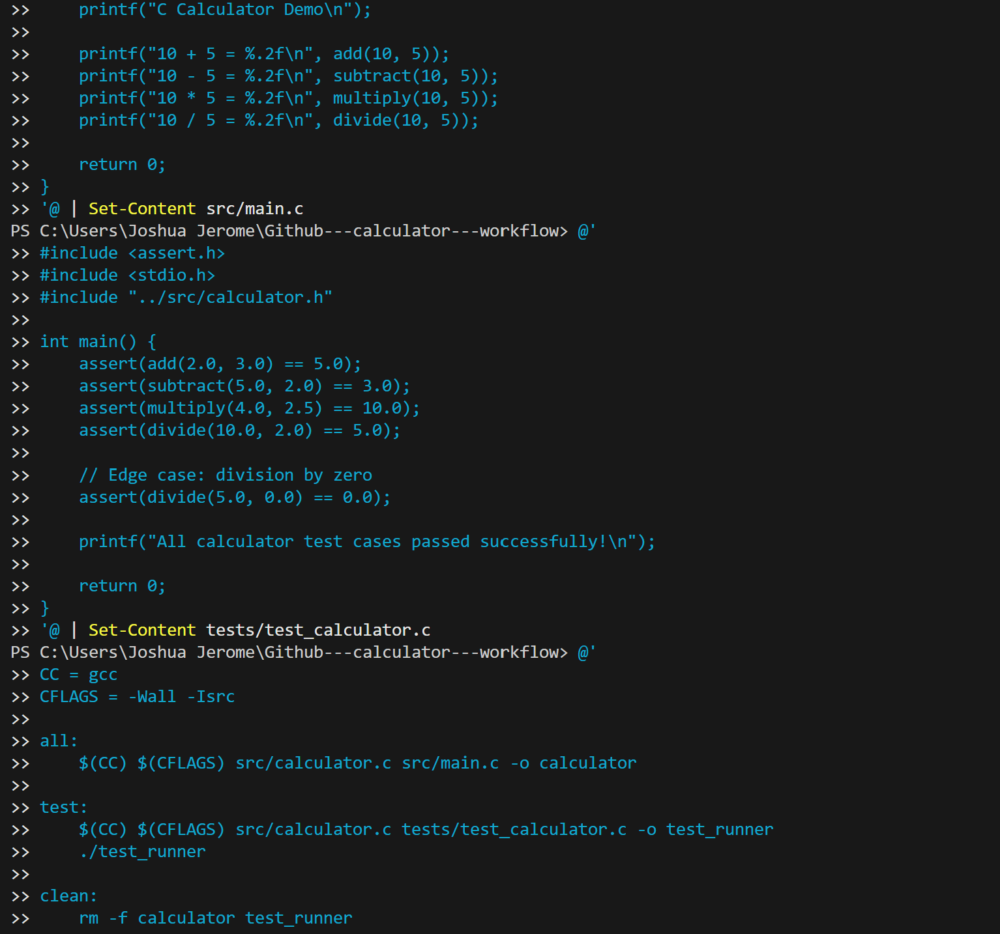 >>     printf("C Calculator Demo\n");
>>
>>     printf("10 + 5 = %.2f\n", add(10, 5));
>>     printf("10 - 5 = %.2f\n", subtract(10, 5));
>>     printf("10 * 5 = %.2f\n", multiply(10, 5));
>>     printf("10 / 5 = %.2f\n", divide(10, 5));
>>
>>     return 0;
>> }
>> '@ | Set-Content src/main.c
PS C:\Users\Joshua Jerome\Github---calculator---workflow> @'
>> #include <assert.h>
>> #include <stdio.h>
>> #include "../src/calculator.h"
>>
>> int main() {
>>     assert(add(2.0, 3.0) == 5.0);
>>     assert(subtract(5.0, 2.0) == 3.0);
>>     assert(multiply(4.0, 2.5) == 10.0);
>>     assert(divide(10.0, 2.0) == 5.0);
>>
>>     // Edge case: division by zero
>>     assert(divide(5.0, 0.0) == 0.0);
>>
>>     printf("All calculator test cases passed successfully!\n");
>>
>>     return 0;
>> }
>> '@ | Set-Content tests/test_calculator.c
PS C:\Users\Joshua Jerome\Github---calculator---workflow> @'
>> CC = gcc
>> CFLAGS = -Wall -Isrc
>>
>> all:
>>     $(CC) $(CFLAGS) src/calculator.c src/main.c -o calculator
>>
>> test:
>>     $(CC) $(CFLAGS) src/calculator.c tests/test_calculator.c -o test_runner
>>     ./test_runner
>>
>> clean:
>>     rm -f calculator test_runner